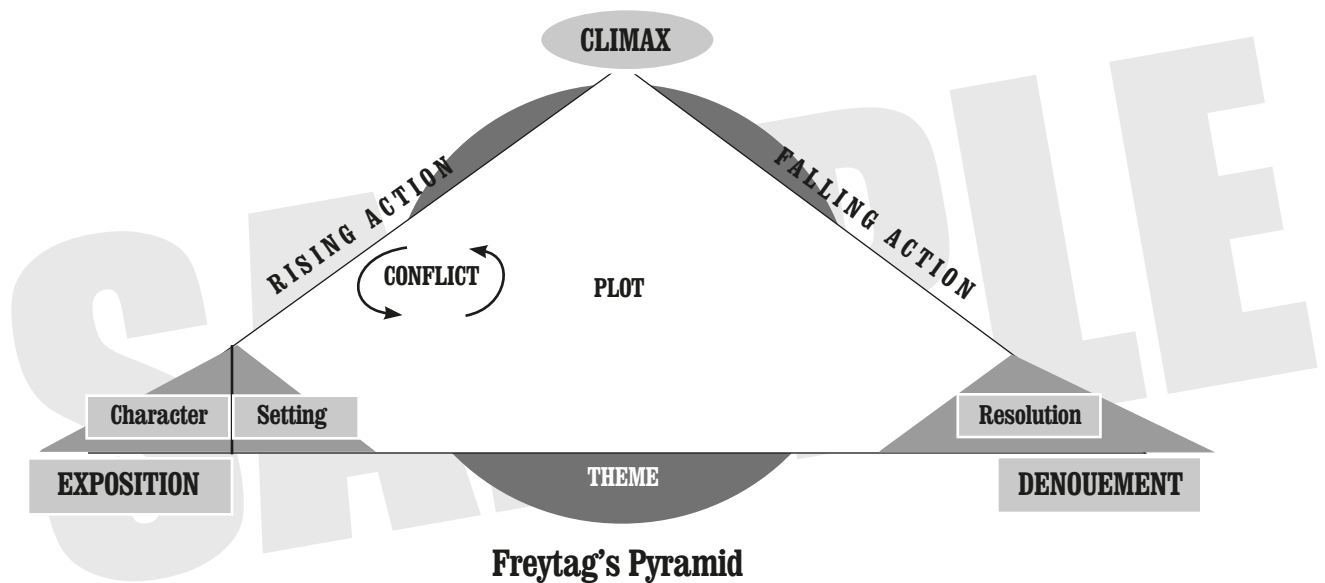 CLIMAX
RISING ACTION
FALLING ACTION
CONFLICT
PLOT
Character
Setting
Resolution
EXPOSITION
THEME
DENOUEMENT
Freytag's Pyramid
SAMPLE